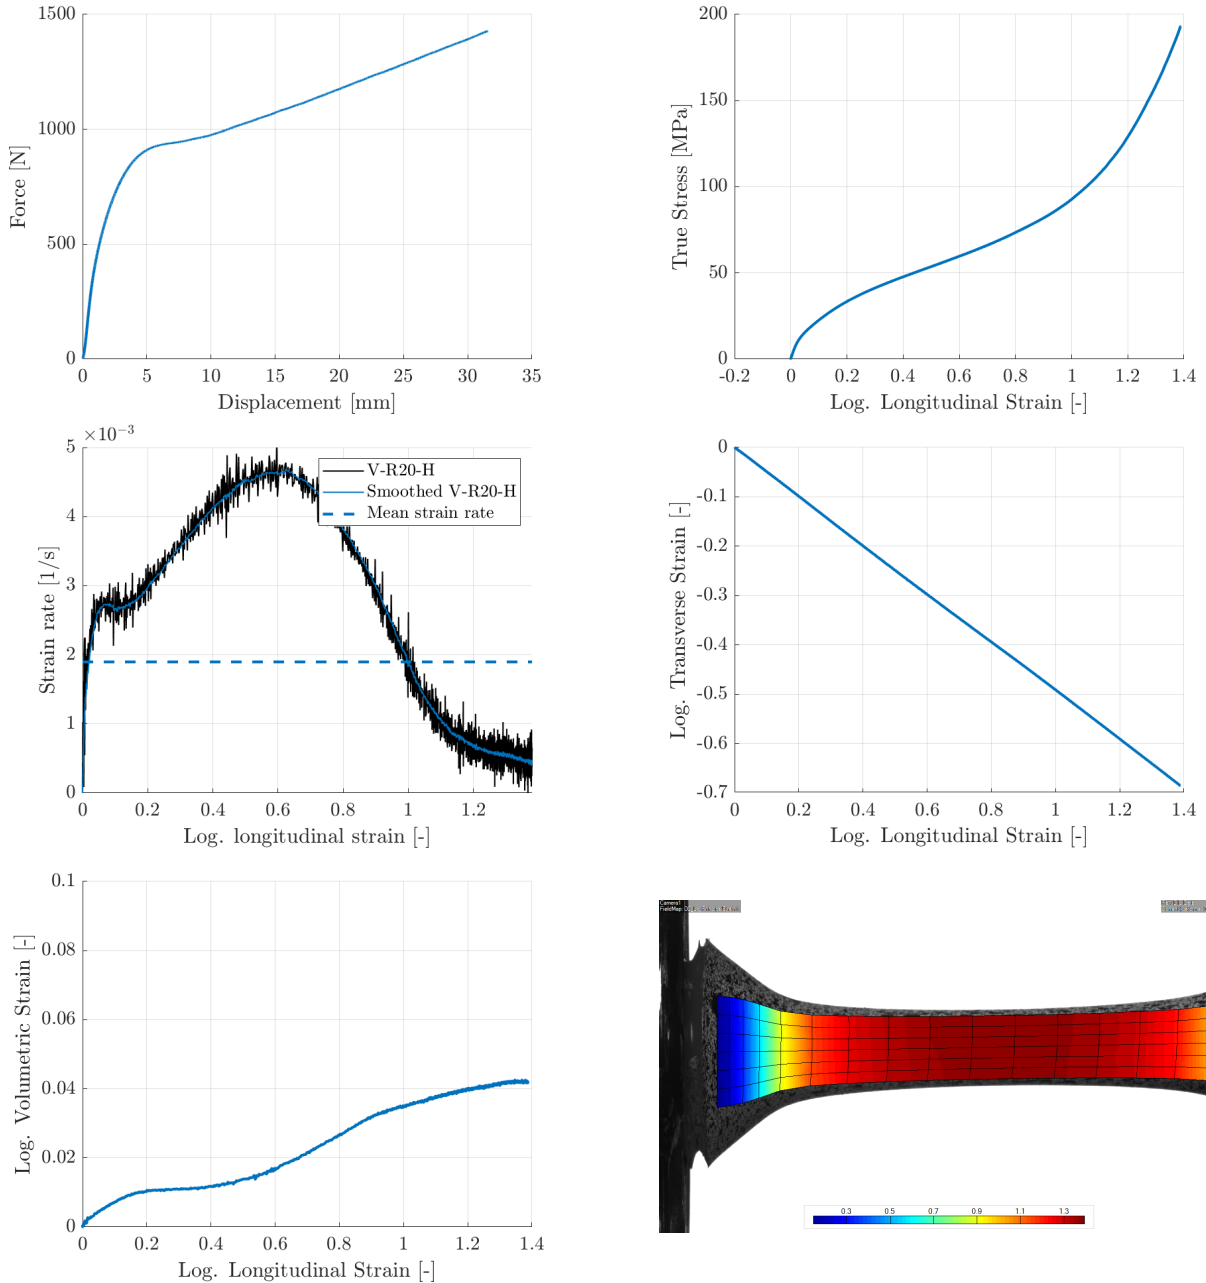 1500
1000
500
0
Force [N]
0 5 10 15 20 25 30 35
Displacement [mm]
200
150
100
50
0
True Stress [MPa]
-0.2 0 0.2 0.4 0.6 0.8 1 1.2 1.4
Log. Longitudinal Strain [-]
×10⁻³
5
4
3
2
1
0
Strain rate [1/s]
V-R20-H
Smoothed V-R20-H
Mean strain rate
0 0.2 0.4 0.6 0.8 1 1.2
Log. longitudinal strain [-]
0
-0.1
-0.2
-0.3
-0.4
-0.5
-0.6
-0.7
Log. Transverse Strain [-]
0 0.2 0.4 0.6 0.8 1 1.2 1.4
Log. Longitudinal Strain [-]
0.1
0.08
0.06
0.04
0.02
0
Log. Volumetric Strain [-]
0 0.2 0.4 0.6 0.8 1 1.2 1.4
Log. Longitudinal Strain [-]
Camera1
FieldMap:
0.3 0.5 0.7 0.9 1.1 1.3